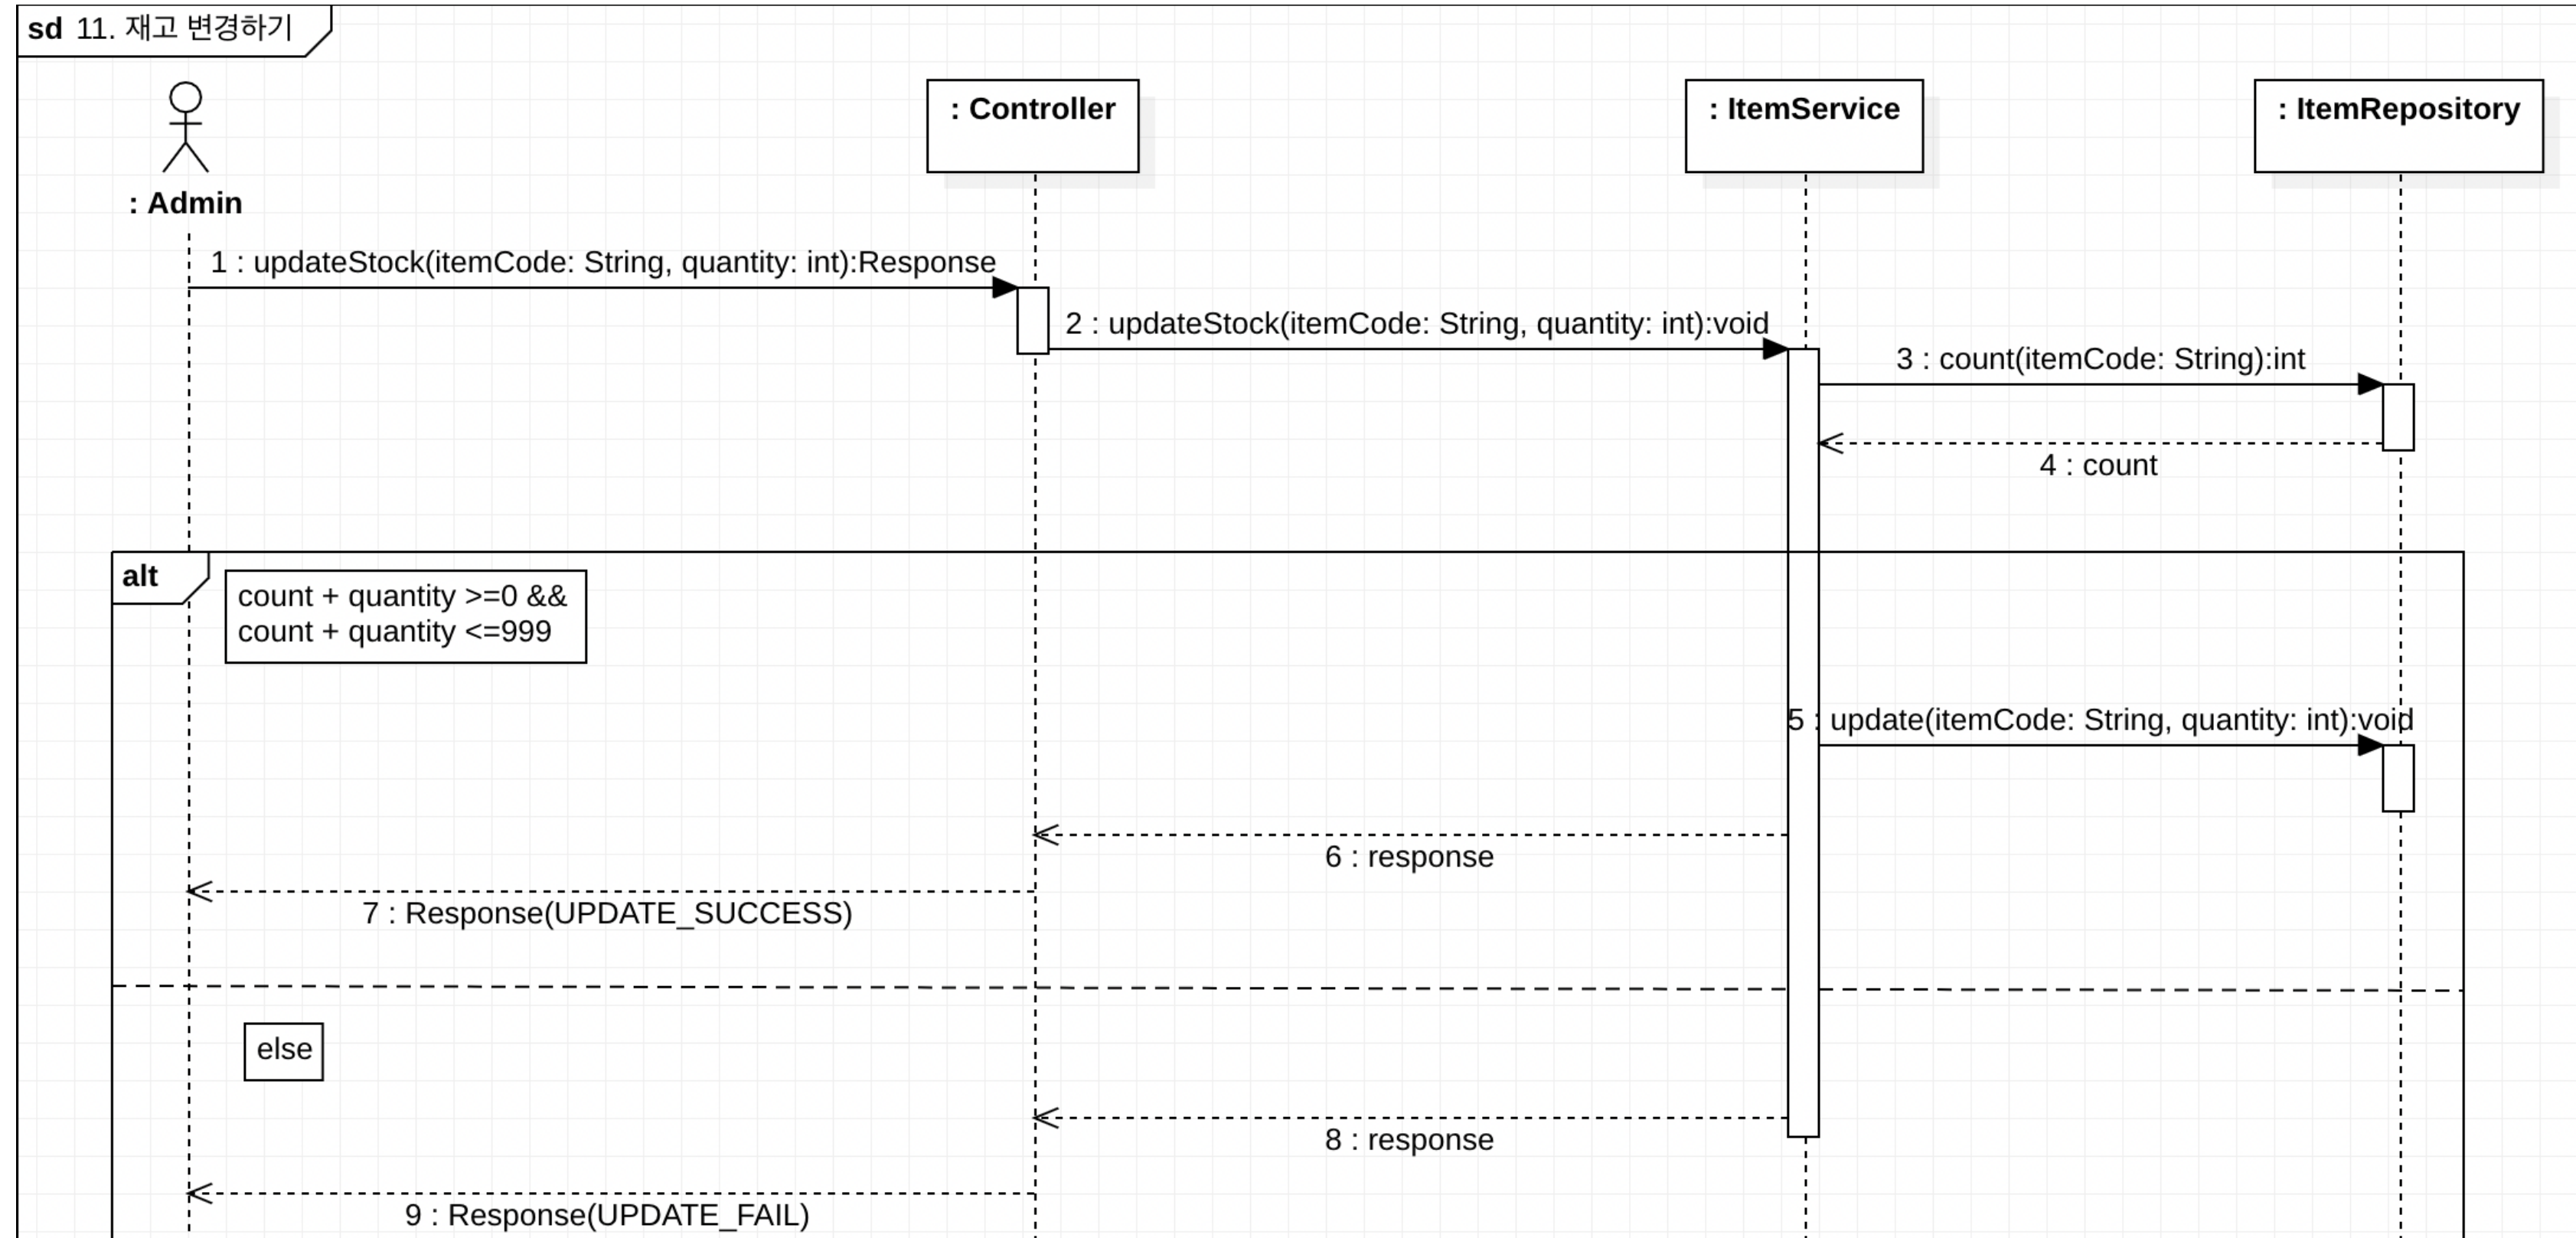 sd 11. 재고 변경하기
: Admin
: Controller
: ItemService
: ItemRepository
1 : updateStock(itemCode: String, quantity: int):Response
2 : updateStock(itemCode: String, quantity: int):void
3 : count(itemCode: String):int
4 : count
alt
count + quantity >=0 &&
count + quantity <=999
5 : update(itemCode: String, quantity: int):void
6 : response
7 : Response(UPDATE_SUCCESS)
else
8 : response
9 : Response(UPDATE_FAIL)